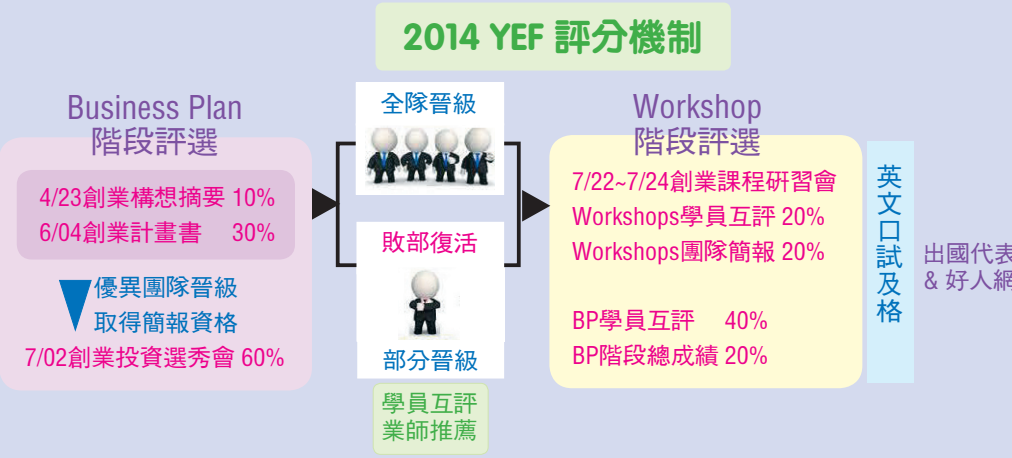 2014 YEF 評分機制
Business Plan
階段評選
4/23創業構想摘要 10%
6/04創業計畫書 30%
優異團隊晉級
取得簡報資格
7/02創業投資選秀會 60%
全隊晉級
敗部復活
部分晉級
學員互評
業師推薦
Workshop
階段評選
7/22~7/24創業課程研習會
Workshops學員互評 20%
Workshops團隊簡報 20%
BP學員互評 40%
BP階段總成績 20%
英文口試及格
出國代表
& 好人網